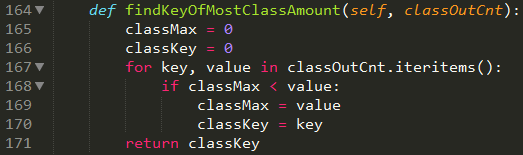 164 def findKeyOfMostClassAmount(self, classOutCnt):
165 classMax = 0
166 classKey = 0
167 for key, value in classOutCnt.iteritems():
168 if classMax < value:
169 classMax = value
170 classKey = key
171 return classKey